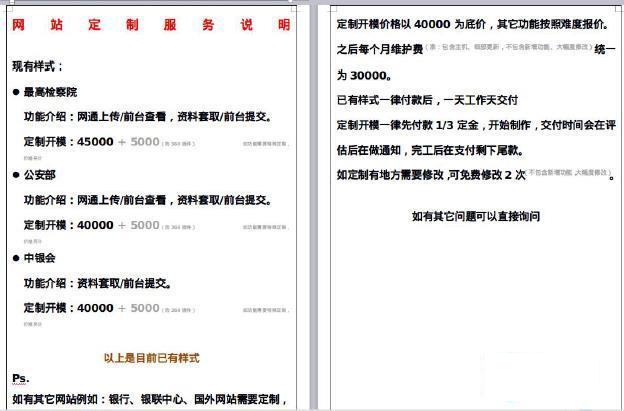 网站定制服务说明
现有样式：
● 最高检察院
功能介绍：网通上传/前台查看，资料套取/前台提交。
定制开模：45000 + 5000（防 360 插件）
● 公安部
功能介绍：网通上传/前台查看，资料套取/前台提交。
定制开模：40000 + 5000（防 360 插件）
● 中银会
功能介绍：资料套取/前台提交。
定制开模：40000 + 5000（防 360 插件）
以上是目前已有样式
Ps.
如有其它网站例如：银行、银联中心、国外网站需要定制，
定制开模价格以 40000 为底价，其它功能按照难度报价。
之后每个月维护费（含主机、细部更新，不包含新增功能、大幅度修改）统一
为 30000。
已有样式一律付款后，一天工作天交付
定制开模一律先付款 1/3 定金，开始制作，交付时间会在评
估后在做通知，完工后在支付剩下尾款。
如定制有地方需要修改,可免费修改 2 次（不包含新增功能，大幅度修改）。
如有其它问题可以直接询问